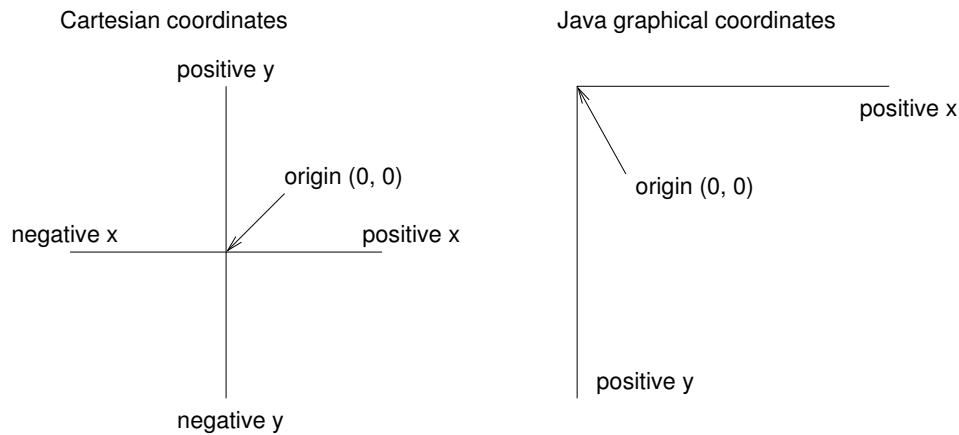 Cartesian coordinates
positive y
origin (0, 0)
negative x
positive x
negative y
Java graphical coordinates
positive x
origin (0, 0)
positive y